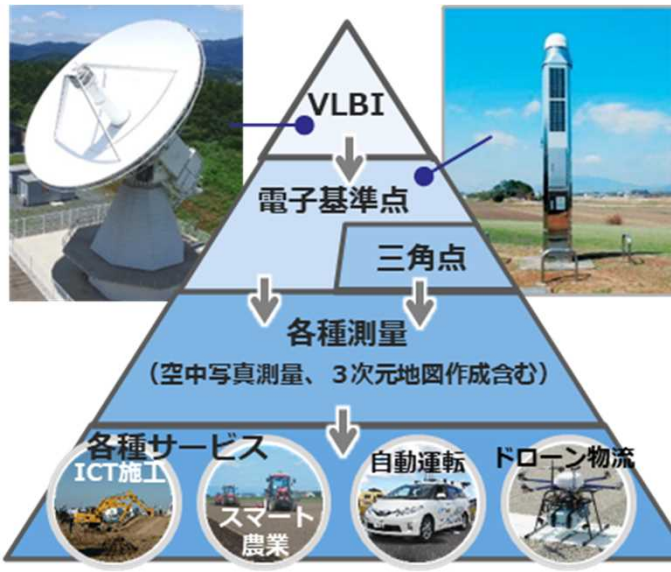 VLBI
電子基準点
三角点
各種測量
(空中写真測量、3次元地図作成含む)
各種サービス
ICT施工
スマート
農業
自動運転
ドローン物流